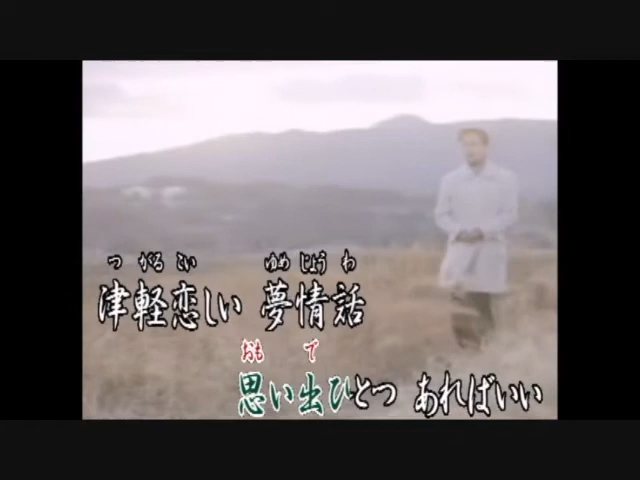 つ がる こい ゆめ じょう わ
津軽恋しい 夢情話
おも で
思い出ひとつ あればいい